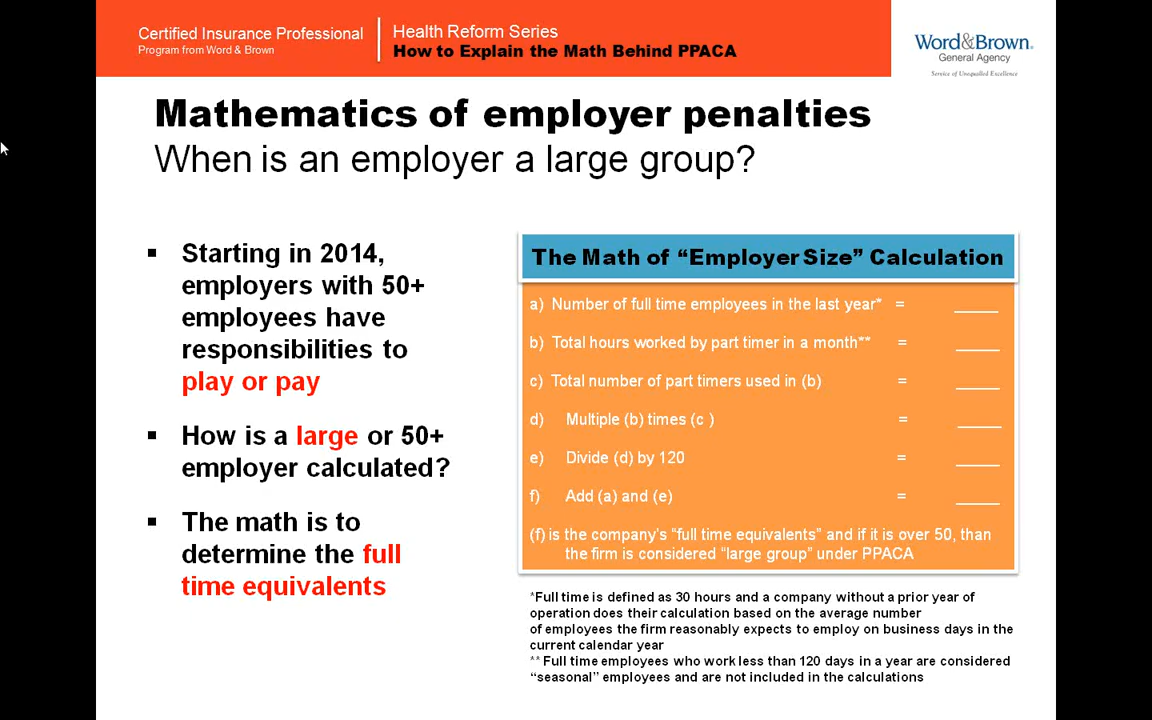 Certified Insurance Professional
Program from Word & Brown
Health Reform Series
How to Explain the Math Behind PPACA
Word&Brown.
General Agency
Service of Unequalled Excellence
Mathematics of employer penalties
When is an employer a large group?
▪ Starting in 2014,
employers with 50+
employees have
responsibilities to
play or pay
▪ How is a large or 50+
employer calculated?
▪ The math is to
determine the full
time equivalents
The Math of “Employer Size” Calculation
a) Number of full time employees in the last year* = _____
b) Total hours worked by part timer in a month** = _____
c) Total number of part timers used in (b) = _____
d) Multiple (b) times (c ) = _____
e) Divide (d) by 120 = _____
f) Add (a) and (e) = _____
(f) is the company's “full time equivalents” and if it is over 50, than
the firm is considered “large group” under PPACA
*Full time is defined as 30 hours and a company without a prior year of
operation does their calculation based on the average number
of employees the firm reasonably expects to employ on business days in the
current calendar year
** Full time employees who work less than 120 days in a year are considered
“seasonal” employees and are not included in the calculations